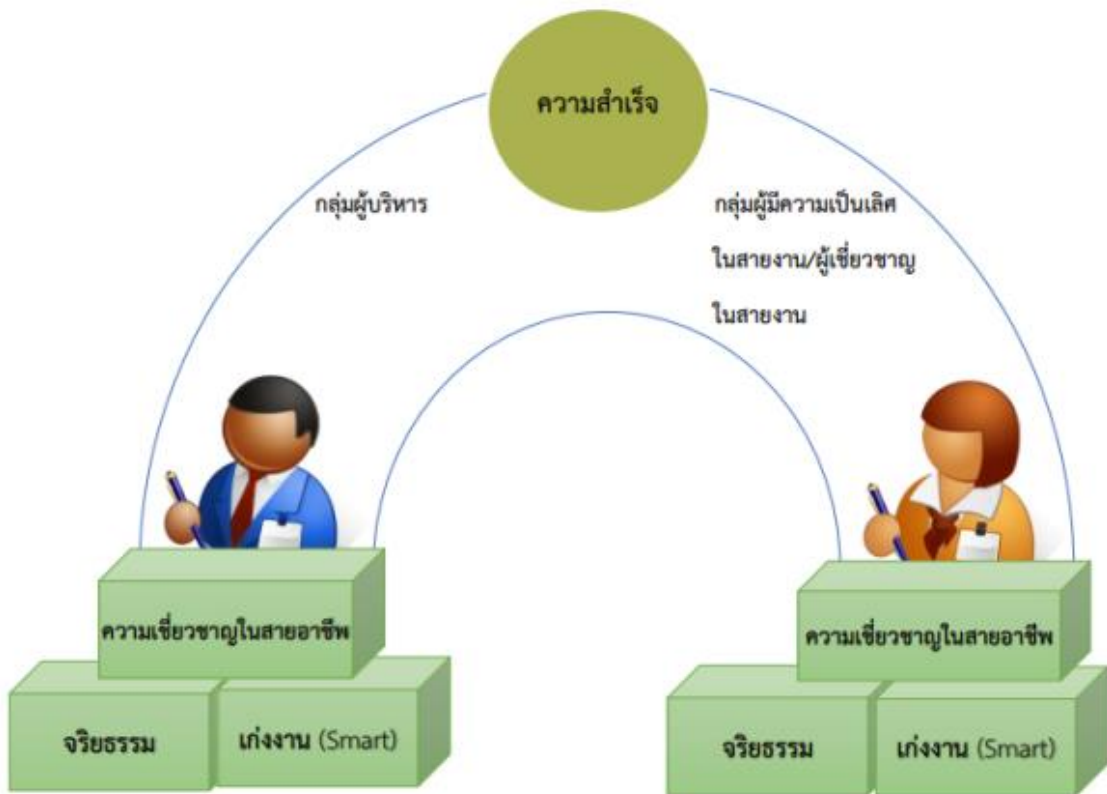 ความสำเร็จ
กลุ่มผู้บริหาร
กลุ่มผู้มีความเป็นเลิศ
ในสายงาน/ผู้เชี่ยวชาญ
ในสายงาน
ความเชี่ยวชาญในสายอาชีพ
จริยธรรม
เก่งงาน (Smart)
ความเชี่ยวชาญในสายอาชีพ
จริยธรรม
เก่งงาน (Smart)